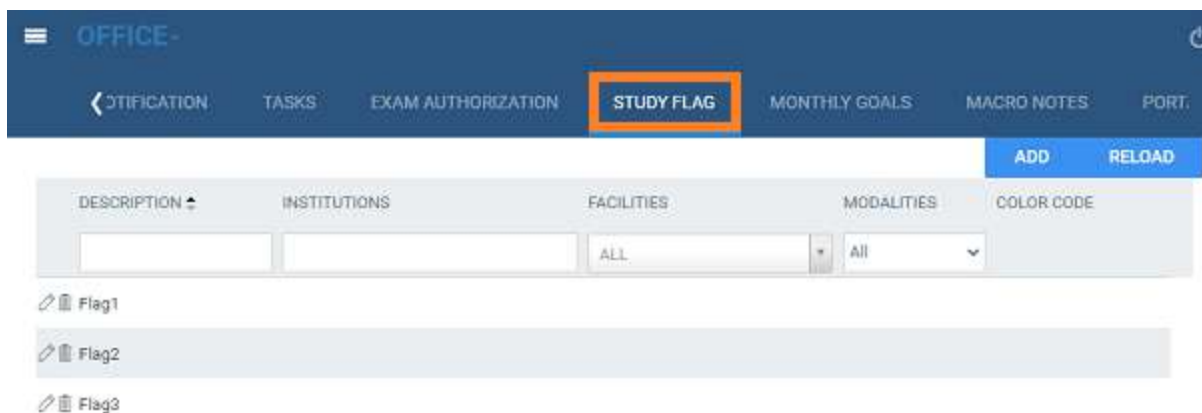 OFFICE-
OTIFICATION TASKS EXAM AUTHORIZATION STUDY FLAG MONTHLY GOALS MACRO NOTES PORT.
ADD RELOAD
DESCRIPTION INSTITUTIONS FACILITIES MODALITIES COLOR CODE
ALL All
Flag1
Flag2
Flag3